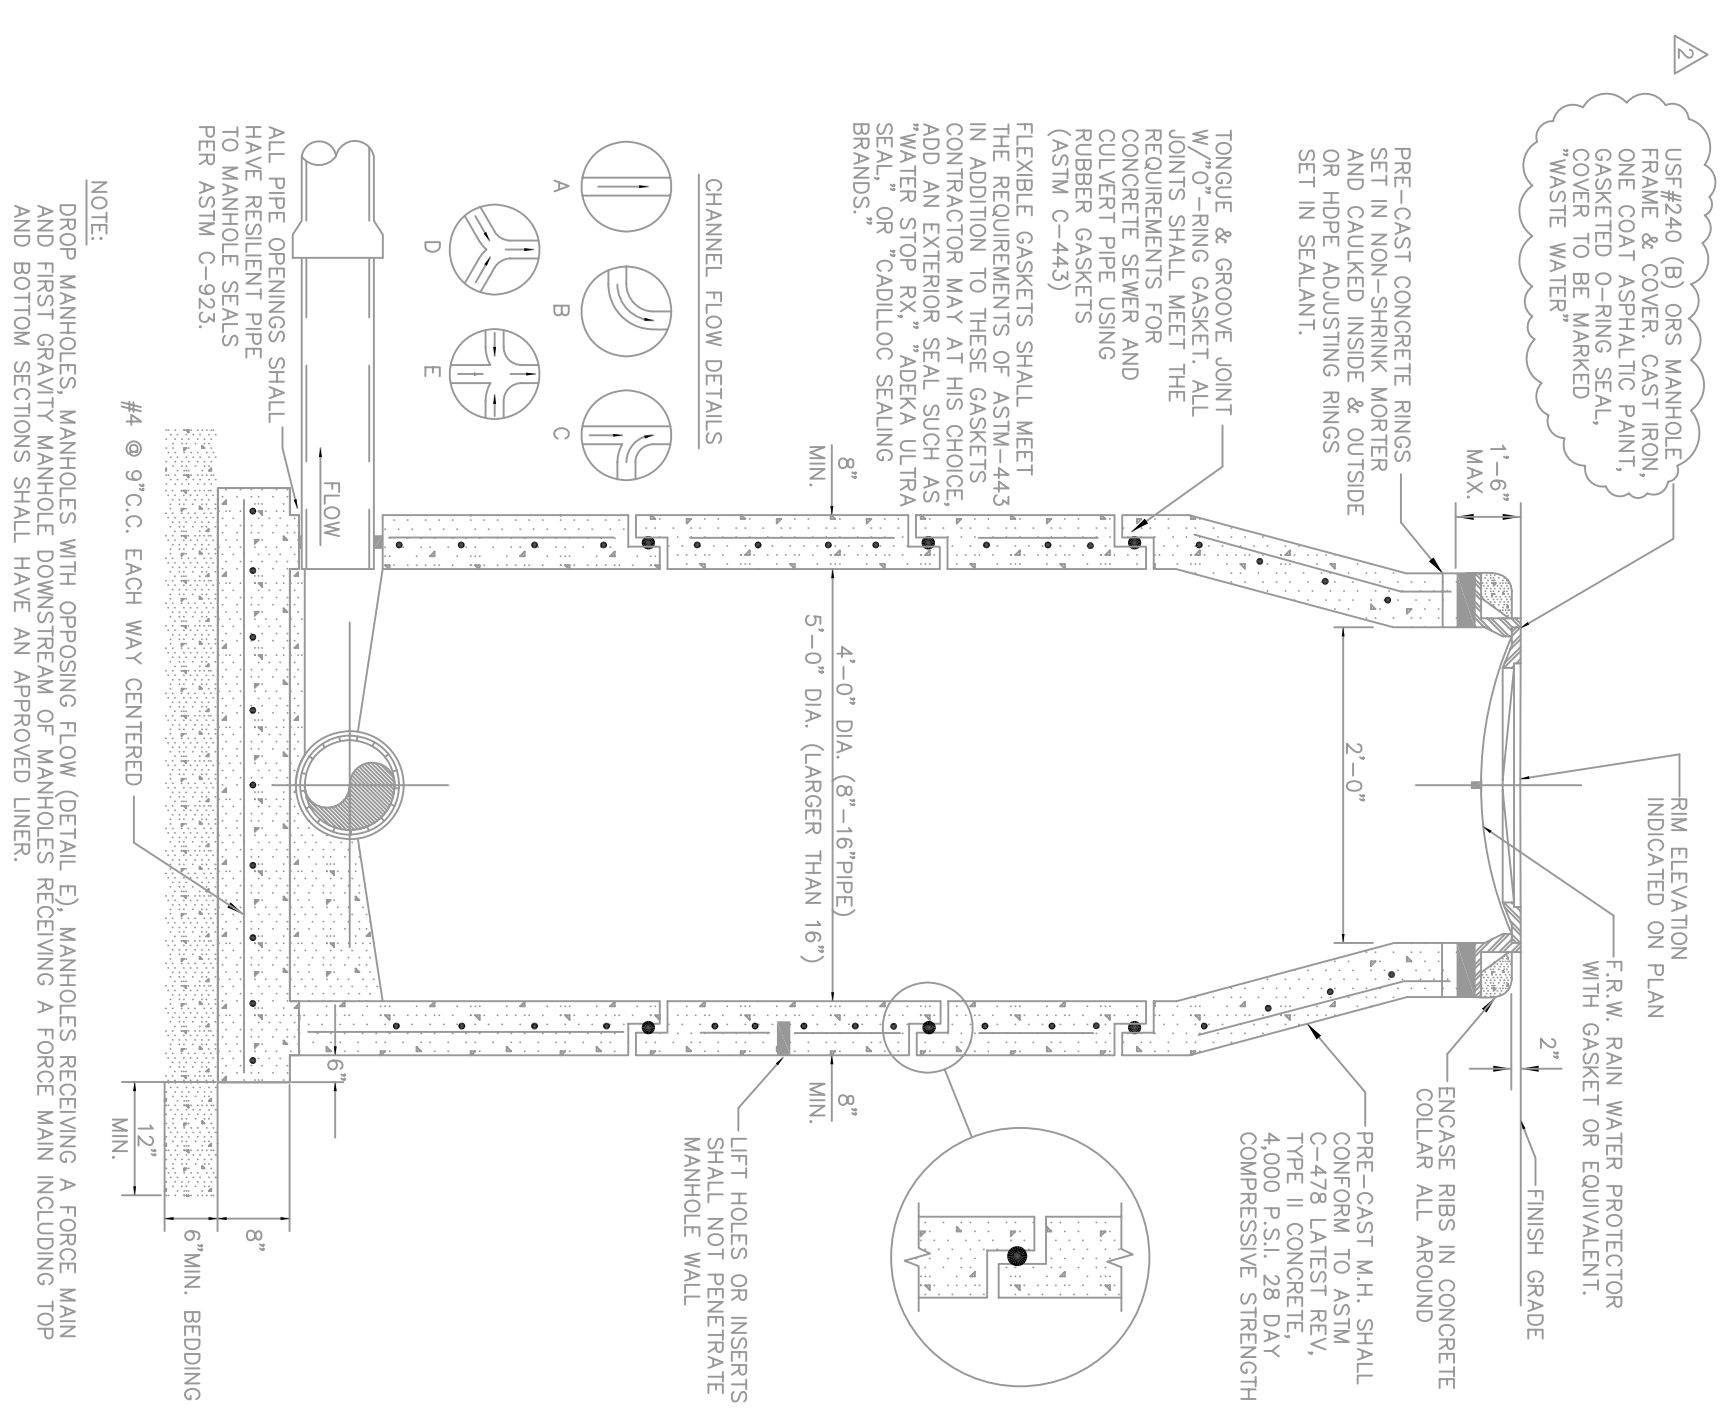 2
USF#240 (B) ORS MANHOLE
FRAME & COVER. CAST IRON,
ONE COAT ASPHALTIC PAINT,
GASKETED O-RING SEAL,
COVER TO BE MARKED
"WASTE WATER"
RIM ELEVATION
INDICATED ON PLAN
F.R.W. RAIN WATER PROTECTOR
WITH GASKET OR EQUIVALENT.
2"
FINISH GRADE
1'-6"
MAX.
PRE-CAST CONCRETE RINGS
SET IN NON-SHRINK MORTER
AND CAULKED INSIDE & OUTSIDE
OR HDPE ADJUSTING RINGS
SET IN SEALANT.
2'-0"
ENCASE RIBS IN CONCRETE
COLLAR ALL AROUND
PRE-CAST M.H. SHALL
CONFORM TO ASTM
C-478 LATEST REV,
TYPE II CONCRETE,
4,000 P.S.I. 28 DAY
COMPRESSIVE STRENGTH
TONGUE & GROOVE JOINT
W/"O"-RING GASKET. ALL
JOINTS SHALL MEET THE
REQUIREMENTS FOR
CONCRETE SEWER AND
CULVERT PIPE USING
RUBBER GASKETS
(ASTM C-443)
FLEXIBLE GASKETS SHALL MEET
THE REQUIREMENTS OF ASTM-443
IN ADDITION TO THESE GASKETS
CONTRACTOR MAY AT HIS CHOICE,
ADD AN EXTERIOR SEAL SUCH AS
"WATER STOP RX," "ADEKA ULTRA
SEAL," OR "CADILLOC SEALING
BRANDS."
8"
MIN.
4'-0" DIA. (8"-16"PIPE)
5'-0" DIA. (LARGER THAN 16")
8"
MIN.
LIFT HOLES OR INSERTS
SHALL NOT PENETRATE
MANHOLE WALL
CHANNEL FLOW DETAILS
A
B
C
D
E
FLOW
6"
ALL PIPE OPENINGS SHALL
HAVE RESILIENT PIPE
TO MANHOLE SEALS
PER ASTM C-923.
8"
6"MIN. BEDDING
12"
MIN.
#4 @ 9"C.C. EACH WAY CENTERED
NOTE:
DROP MANHOLES, MANHOLES WITH OPPOSING FLOW (DETAIL E), MANHOLES RECEIVING A FORCE MAIN
AND FIRST GRAVITY MANHOLE DOWNSTREAM OF MANHOLES RECEIVING A FORCE MAIN INCLUDING TOP
AND BOTTOM SECTIONS SHALL HAVE AN APPROVED LINER.